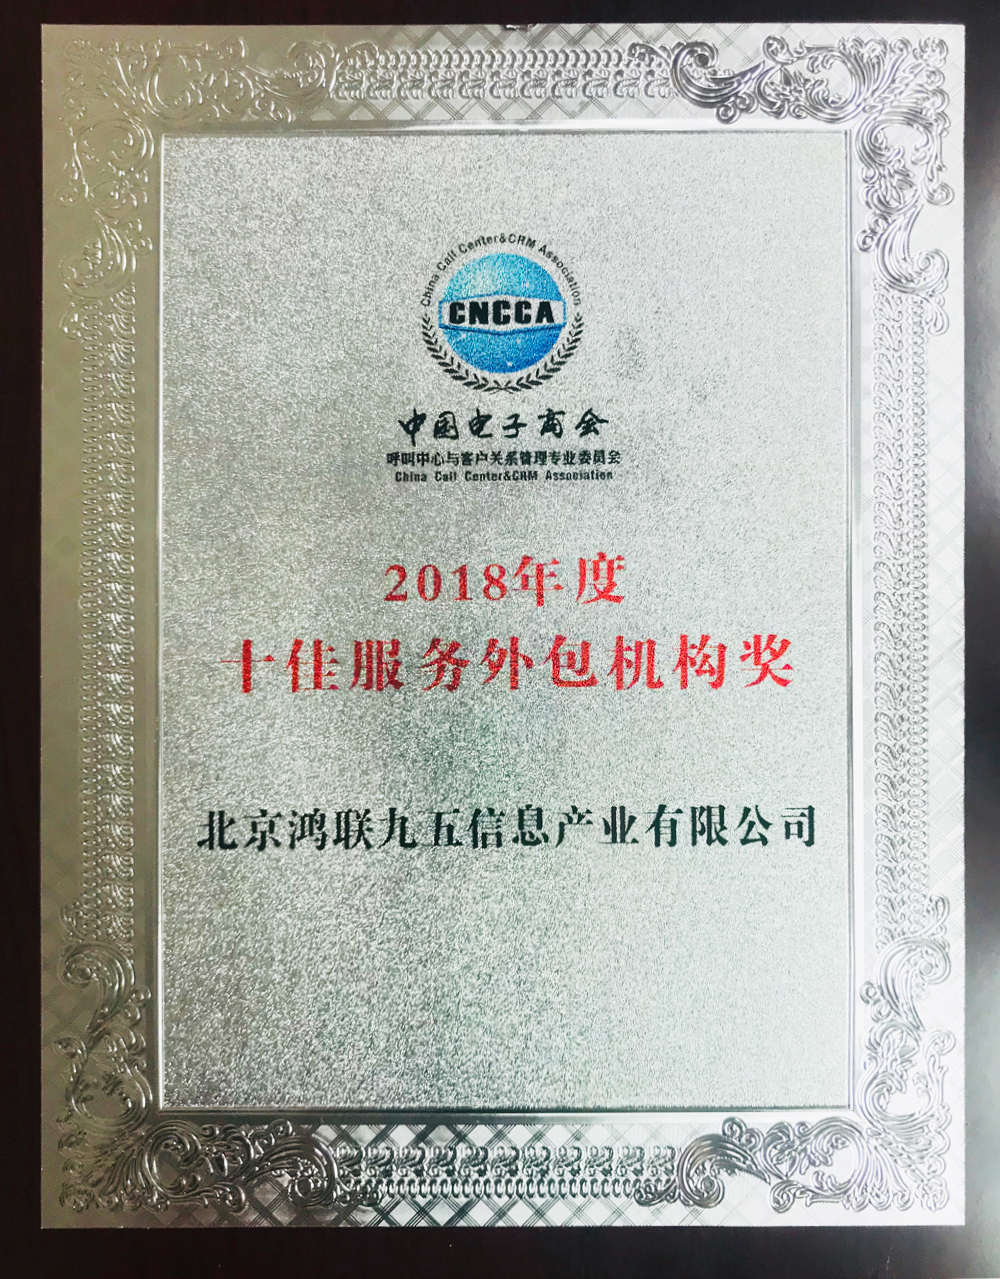 China Call Center&CRM Association
CNCCA
中国电子商会
呼叫中心与客户关系管理专业委员会
China Call Center&CRM Association
2018年度
十佳服务外包机构奖
北京鸿联九五信息产业有限公司